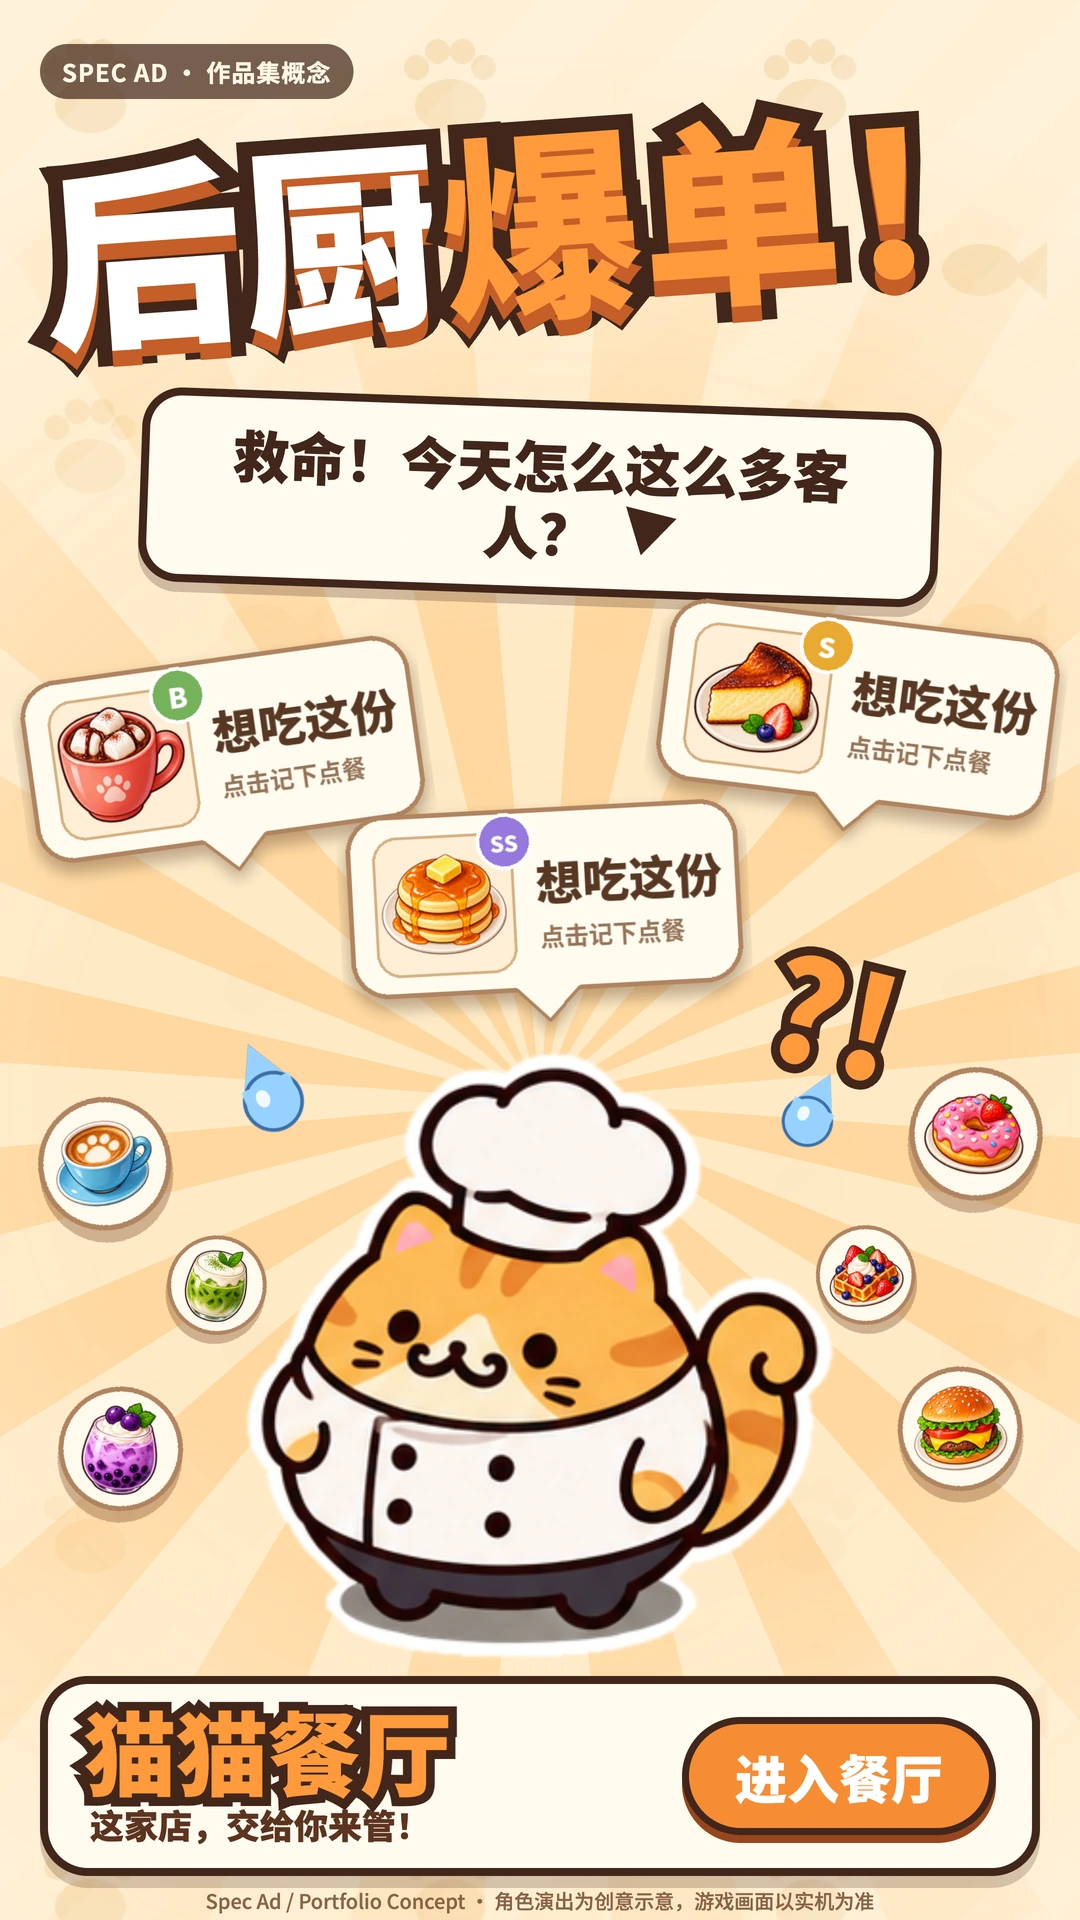 SPEC AD · 作品集概念
后厨爆单！
救命！今天怎么这么多客
人？
B
想吃这份
点击记下点餐
S
想吃这份
点击记下点餐
SS
想吃这份
点击记下点餐
?!
猫猫餐厅
这家店，交给你来管！
进入餐厅
Spec Ad / Portfolio Concept · 角色演出为创意示意，游戏画面以实机为准